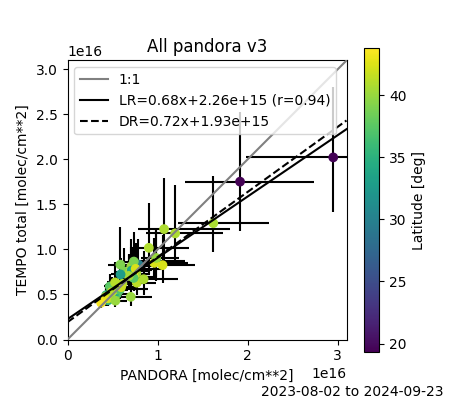 All pandora v3
1e16
1:1
LR=0.68x+2.26e+15 (r=0.94)
DR=0.72x+1.93e+15
3.0
2.5
2.0
1.5
1.0
0.5
0.0
TEMPO total [molec/cm**2]
0
1
2
3
1e16
PANDORA [molec/cm**2]
40
35
30
25
20
Latitude [deg]
2023-08-02 to 2024-09-23